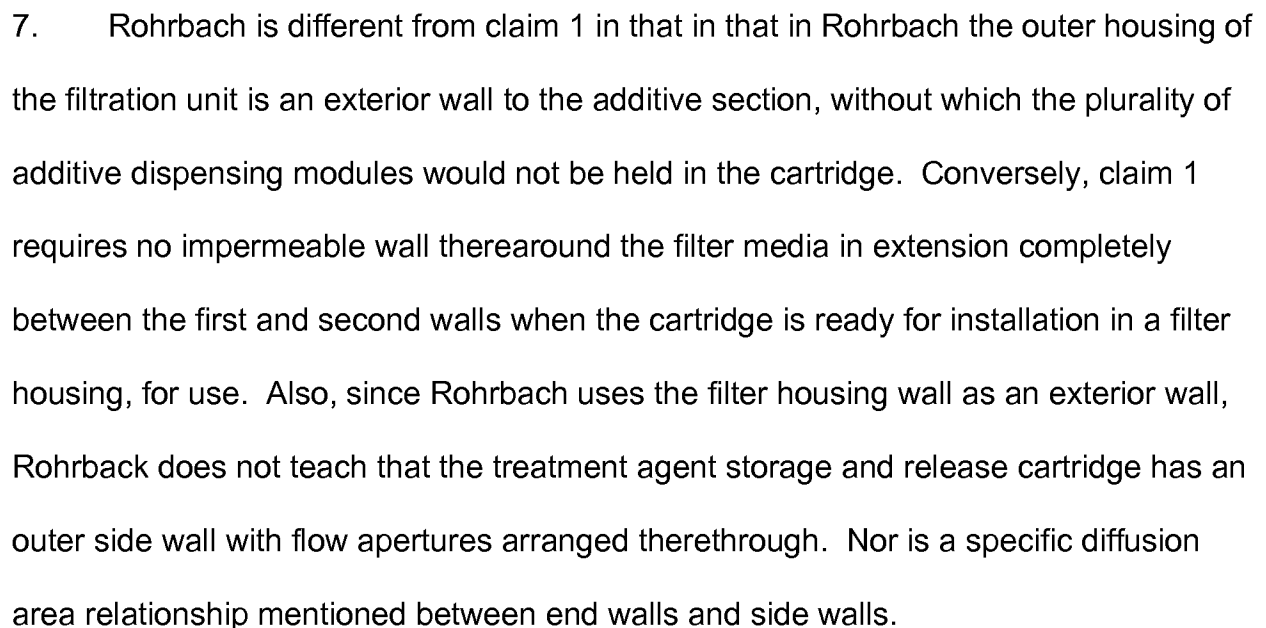 7. Rohrbach is different from claim 1 in that in that in Rohrbach the outer housing of
the filtration unit is an exterior wall to the additive section, without which the plurality of
additive dispensing modules would not be held in the cartridge. Conversely, claim 1
requires no impermeable wall therearound the filter media in extension completely
between the first and second walls when the cartridge is ready for installation in a filter
housing, for use. Also, since Rohrbach uses the filter housing wall as an exterior wall,
Rohrback does not teach that the treatment agent storage and release cartridge has an
outer side wall with flow apertures arranged therethrough. Nor is a specific diffusion
area relationship mentioned between end walls and side walls.